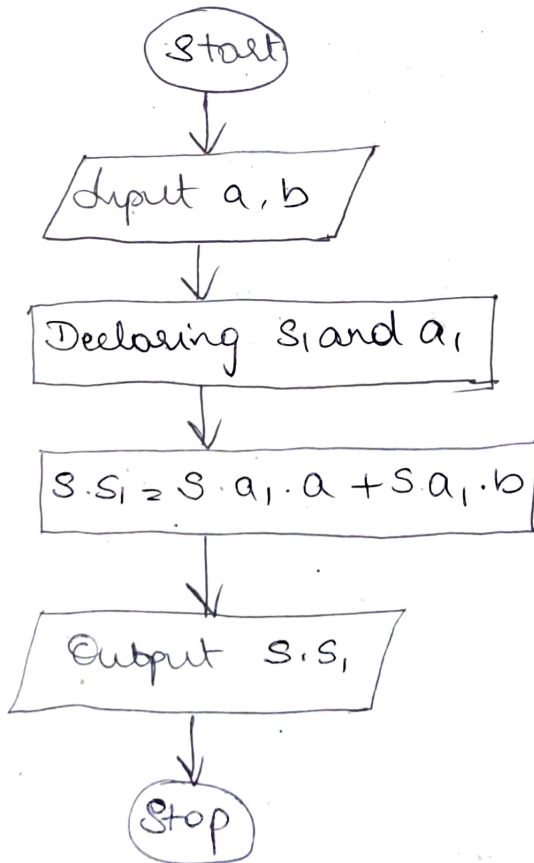 Start
Input a, b
Declaring S₁ and a₁
S.S₁ = S.a₁.a + S.a₁.b
Output S.S₁
Stop